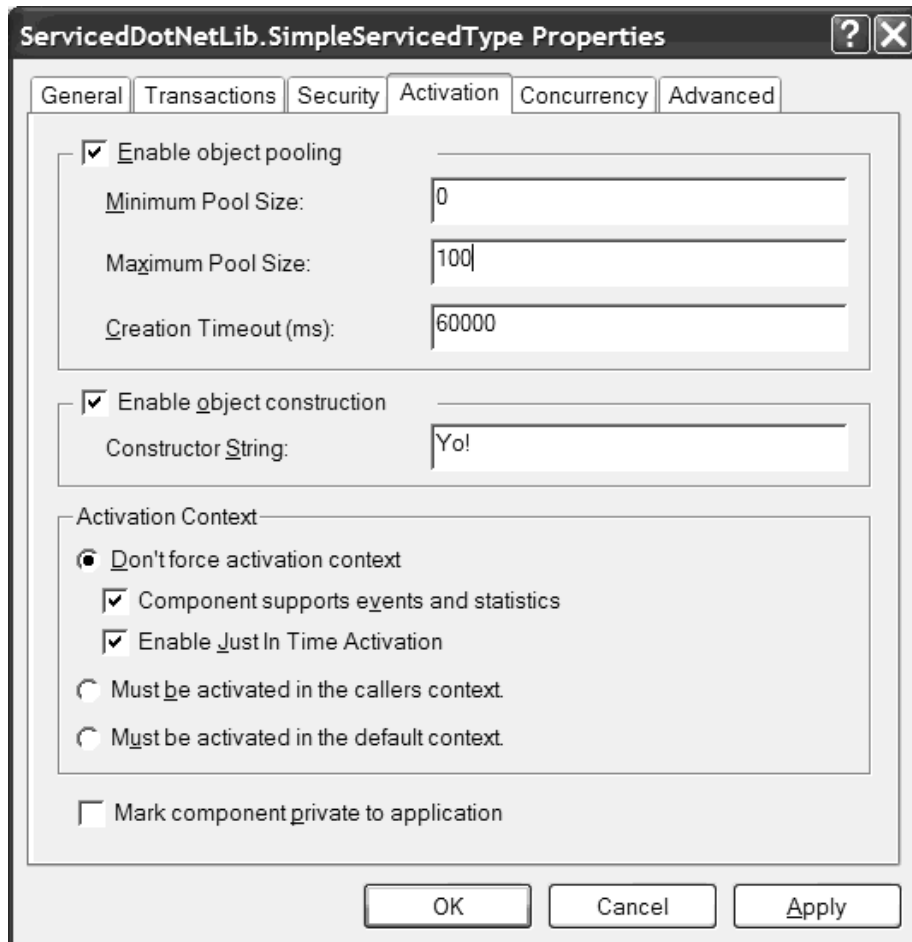 ServicedDotNetLib.SimpleServicedType Properties
General Transactions Security Activation Concurrency Advanced
Enable object pooling
Minimum Pool Size: 0
Maximum Pool Size: 100
Creation Timeout (ms): 60000
Enable object construction
Constructor String: Yo!
Activation Context
Don't force activation context
Component supports events and statistics
Enable Just In Time Activation
Must be activated in the callers context.
Must be activated in the default context.
Mark component private to application
OK Cancel Apply